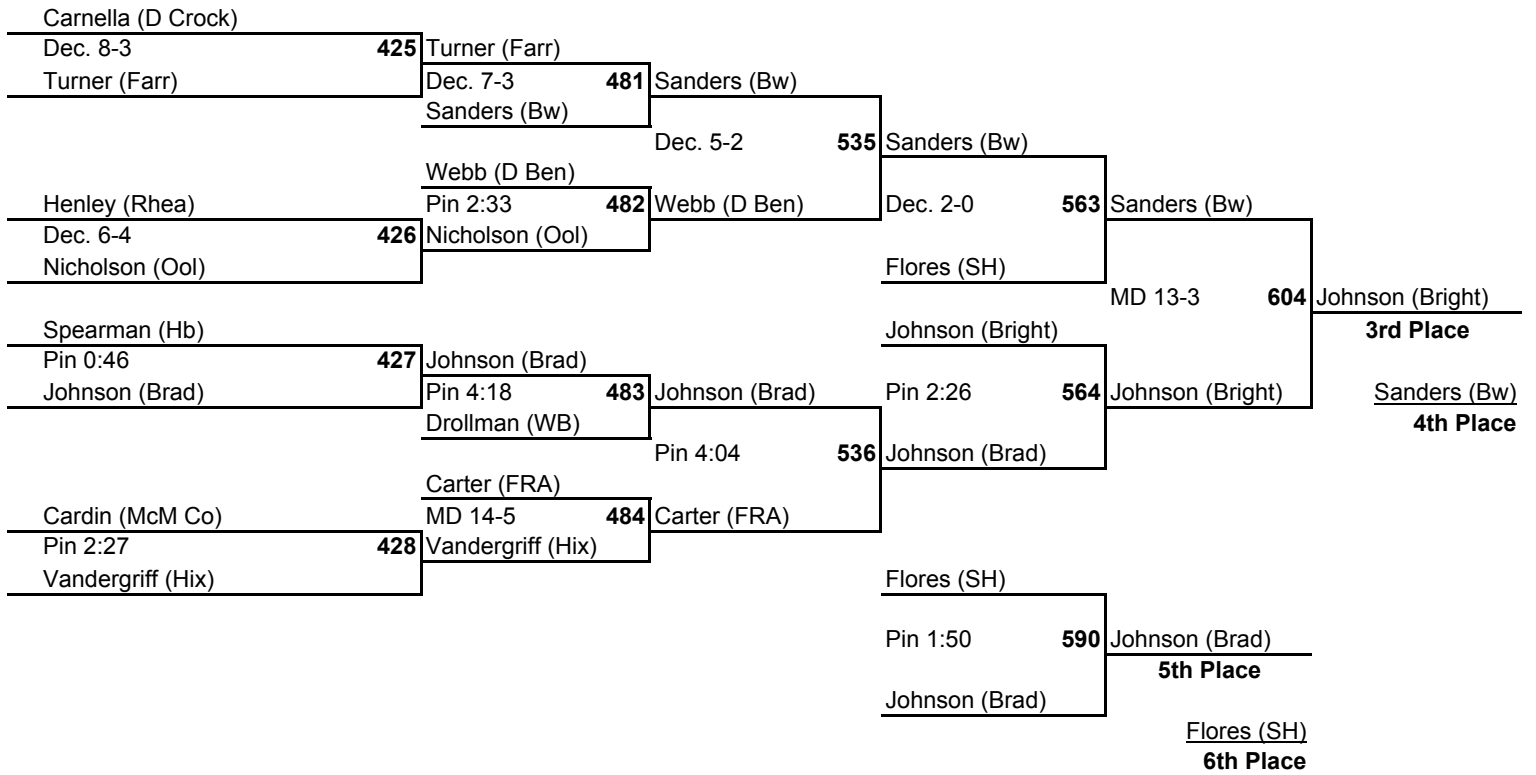 Carnella (D Crock)
Dec. 8-3 425 Turner (Farr)
Turner (Farr) Dec. 7-3 481 Sanders (Bw)
Sanders (Bw)
Dec. 5-2 535 Sanders (Bw)
Webb (D Ben)
Henley (Rhea) Pin 2:33 482 Webb (D Ben) Dec. 2-0 563 Sanders (Bw)
Dec. 6-4 426 Nicholson (Ool)
Nicholson (Ool) Flores (SH)
MD 13-3 604 Johnson (Bright)
Spearman (Hb) Johnson (Bright) 3rd Place
Pin 0:46 427 Johnson (Brad)
Johnson (Brad) Pin 4:18 483 Johnson (Brad) Pin 2:26 564 Johnson (Bright) Sanders (Bw)
Drollman (WB) 4th Place
Pin 4:04 536 Johnson (Brad)
Carter (FRA)
Cardin (McM Co) MD 14-5 484 Carter (FRA)
Pin 2:27 428 Vandergriff (Hix)
Vandergriff (Hix) Flores (SH)
Pin 1:50 590 Johnson (Brad)
5th Place
Johnson (Brad)
Flores (SH)
6th Place